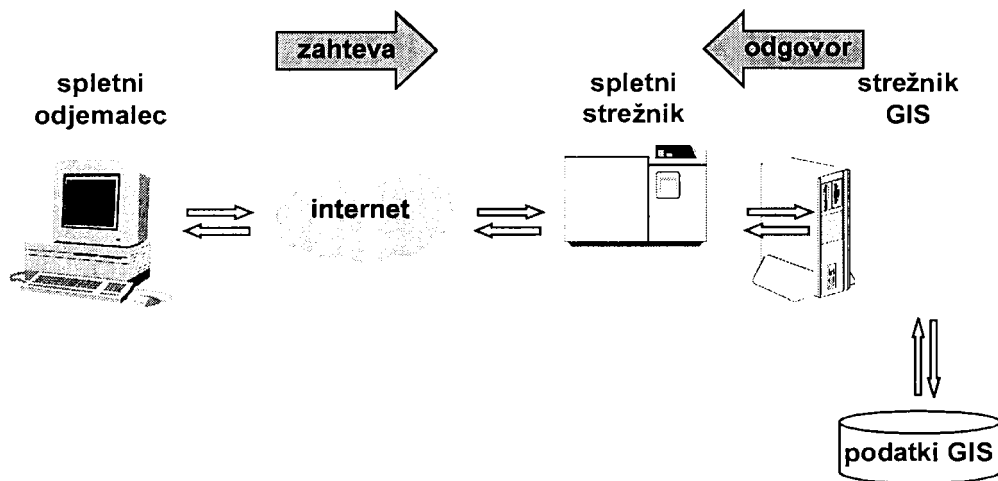 zahteva
odgovor
spletni
odjemalec
spletni
strežnik
strežnik
GIS
internet
podatki GIS